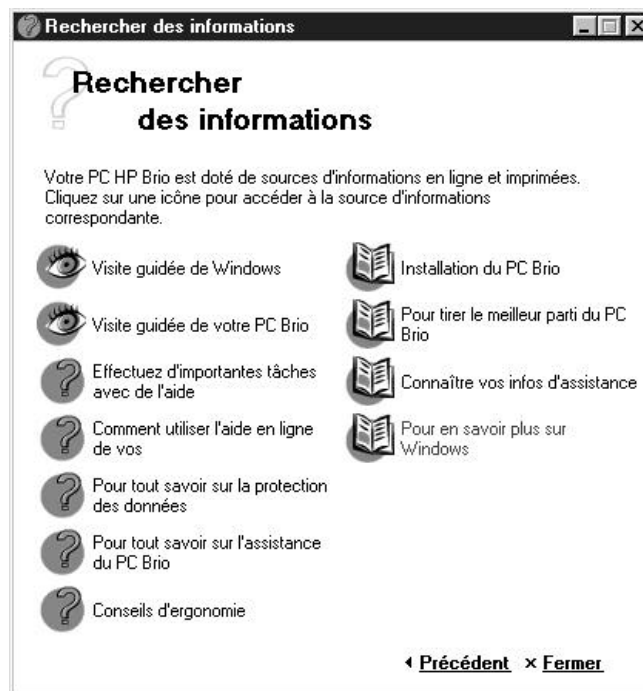 Rechercher des informations
Rechercher
des informations
Votre PC HP Brio est doté de sources d'informations en ligne et imprimées.
Cliquez sur une icône pour accéder à la source d'informations
correspondante.
Visite guidée de Windows
Visite guidée de votre PC Brio
Effectuez d'importantes tâches
avec de l'aide
Comment utiliser l'aide en ligne
de vos
Pour tout savoir sur la protection
des données
Pour tout savoir sur l'assistance
du PC Brio
Conseils d'ergonomie
Installation du PC Brio
Pour tirer le meilleur parti du PC
Brio
Connaître vos infos d'assistance
Pour en savoir plus sur
Windows
Précédent × Fermer